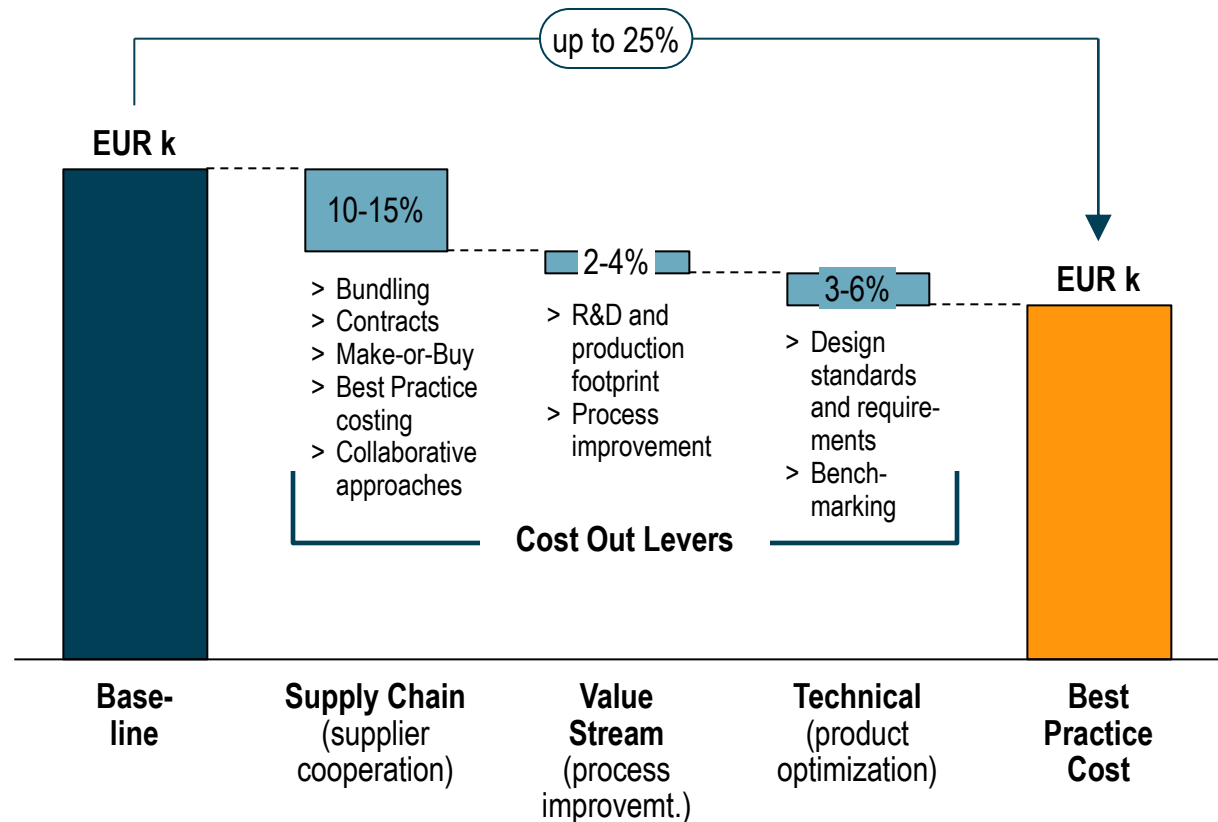 up to 25%
EUR k
10-15%
> Bundling
> Contracts
> Make-or-Buy
> Best Practice
costing
> Collaborative
approaches
2-4%
> R&D and
production
footprint
> Process
improvement
3-6%
> Design
standards
and require-
ments
> Bench-
marking
EUR k
Cost Out Levers
Base-
line
Supply Chain
(supplier
cooperation)
Value
Stream
(process
improvemt.)
Technical
(product
optimization)
Best
Practice
Cost